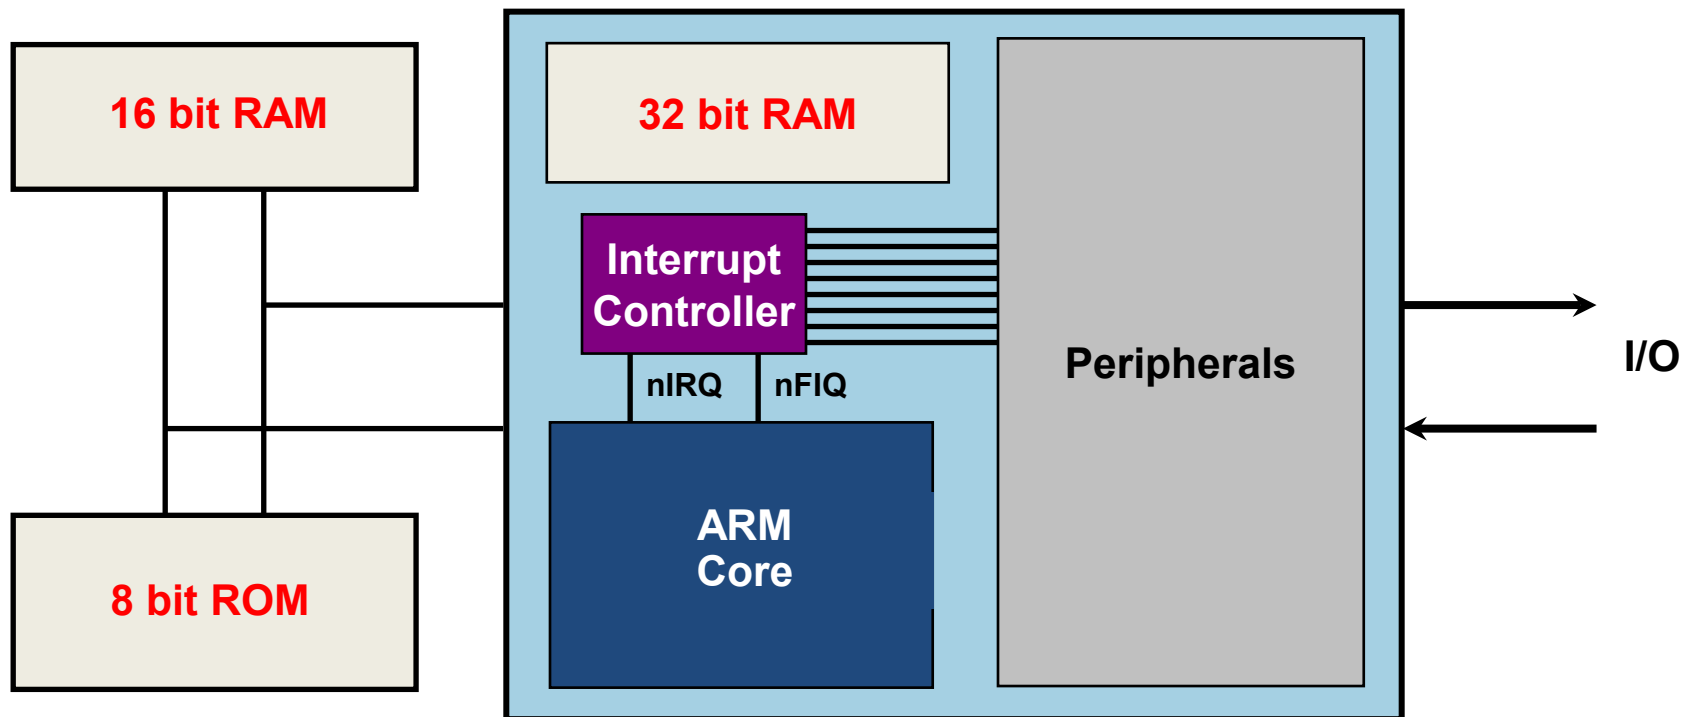 16 bit RAM
32 bit RAM
Interrupt
Controller
nIRQ
nFIQ
Peripherals
I/O
ARM
Core
8 bit ROM